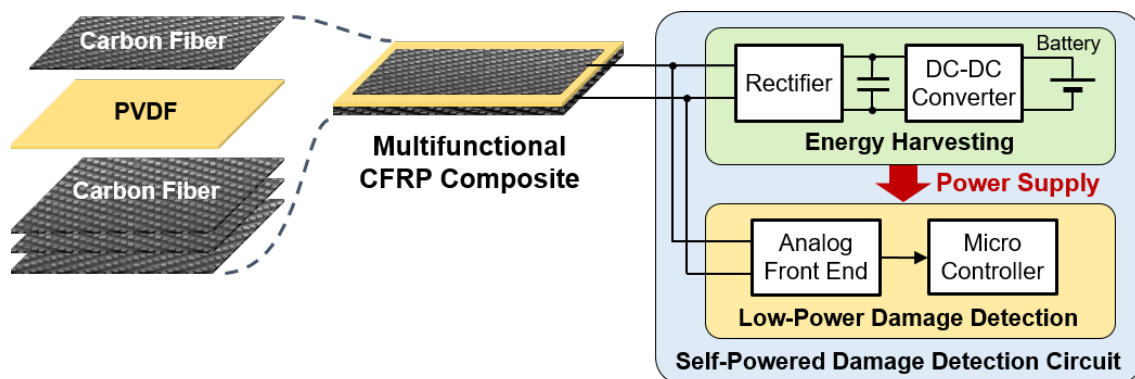 Carbon Fiber
PVDF
Carbon Fiber
Multifunctional
CFRP Composite
Rectifier
DC-DC
Converter
Battery
Energy Harvesting
Power Supply
Analog
Front End
Micro
Controller
Low-Power Damage Detection
Self-Powered Damage Detection Circuit